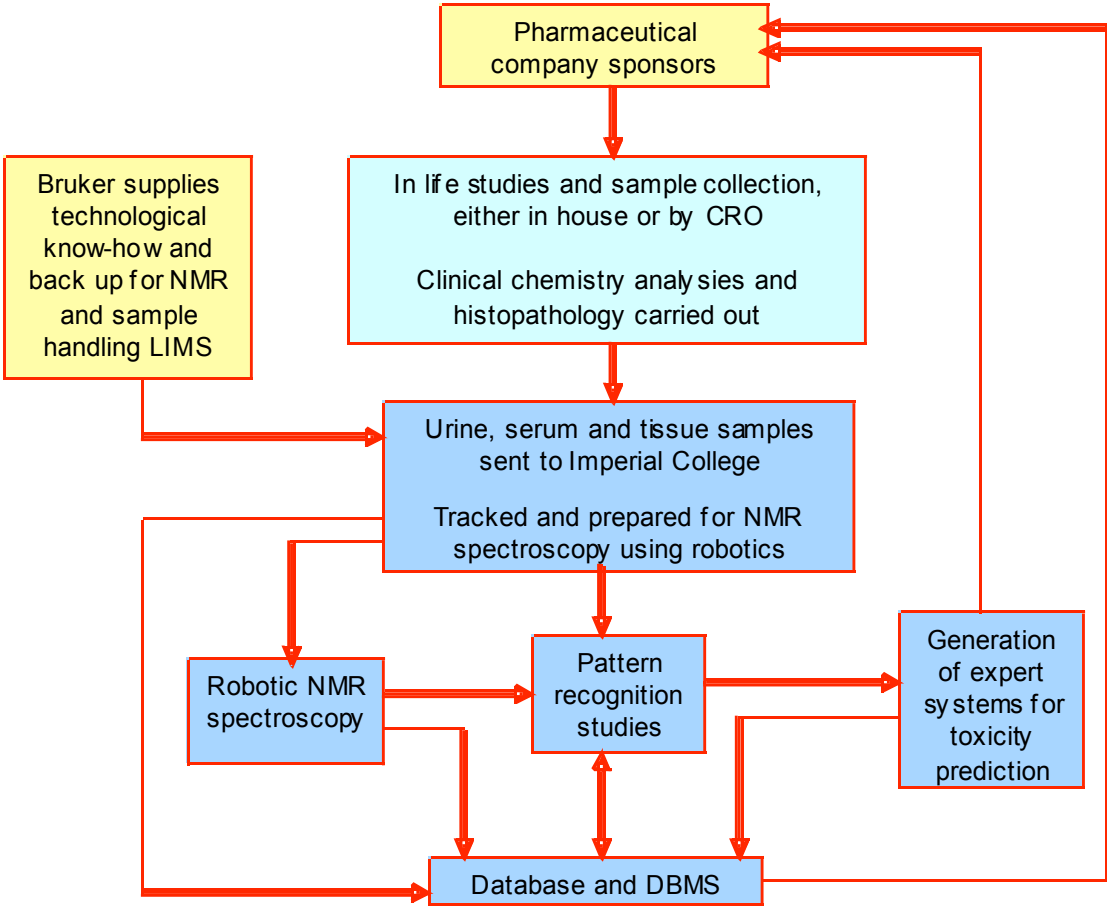 Pharmaceutical
company sponsors
Bruker supplies
technological
know-how and
back up for NMR
and sample
handling LIMS
In life studies and sample collection,
either in house or by CRO
Clinical chemistry analysies and
histopathology carried out
Urine, serum and tissue samples
sent to Imperial College
Tracked and prepared for NMR
spectroscopy using robotics
Robotic NMR
spectroscopy
Pattern
recognition
studies
Generation
of expert
systems for
toxicity
prediction
Database and DBMS